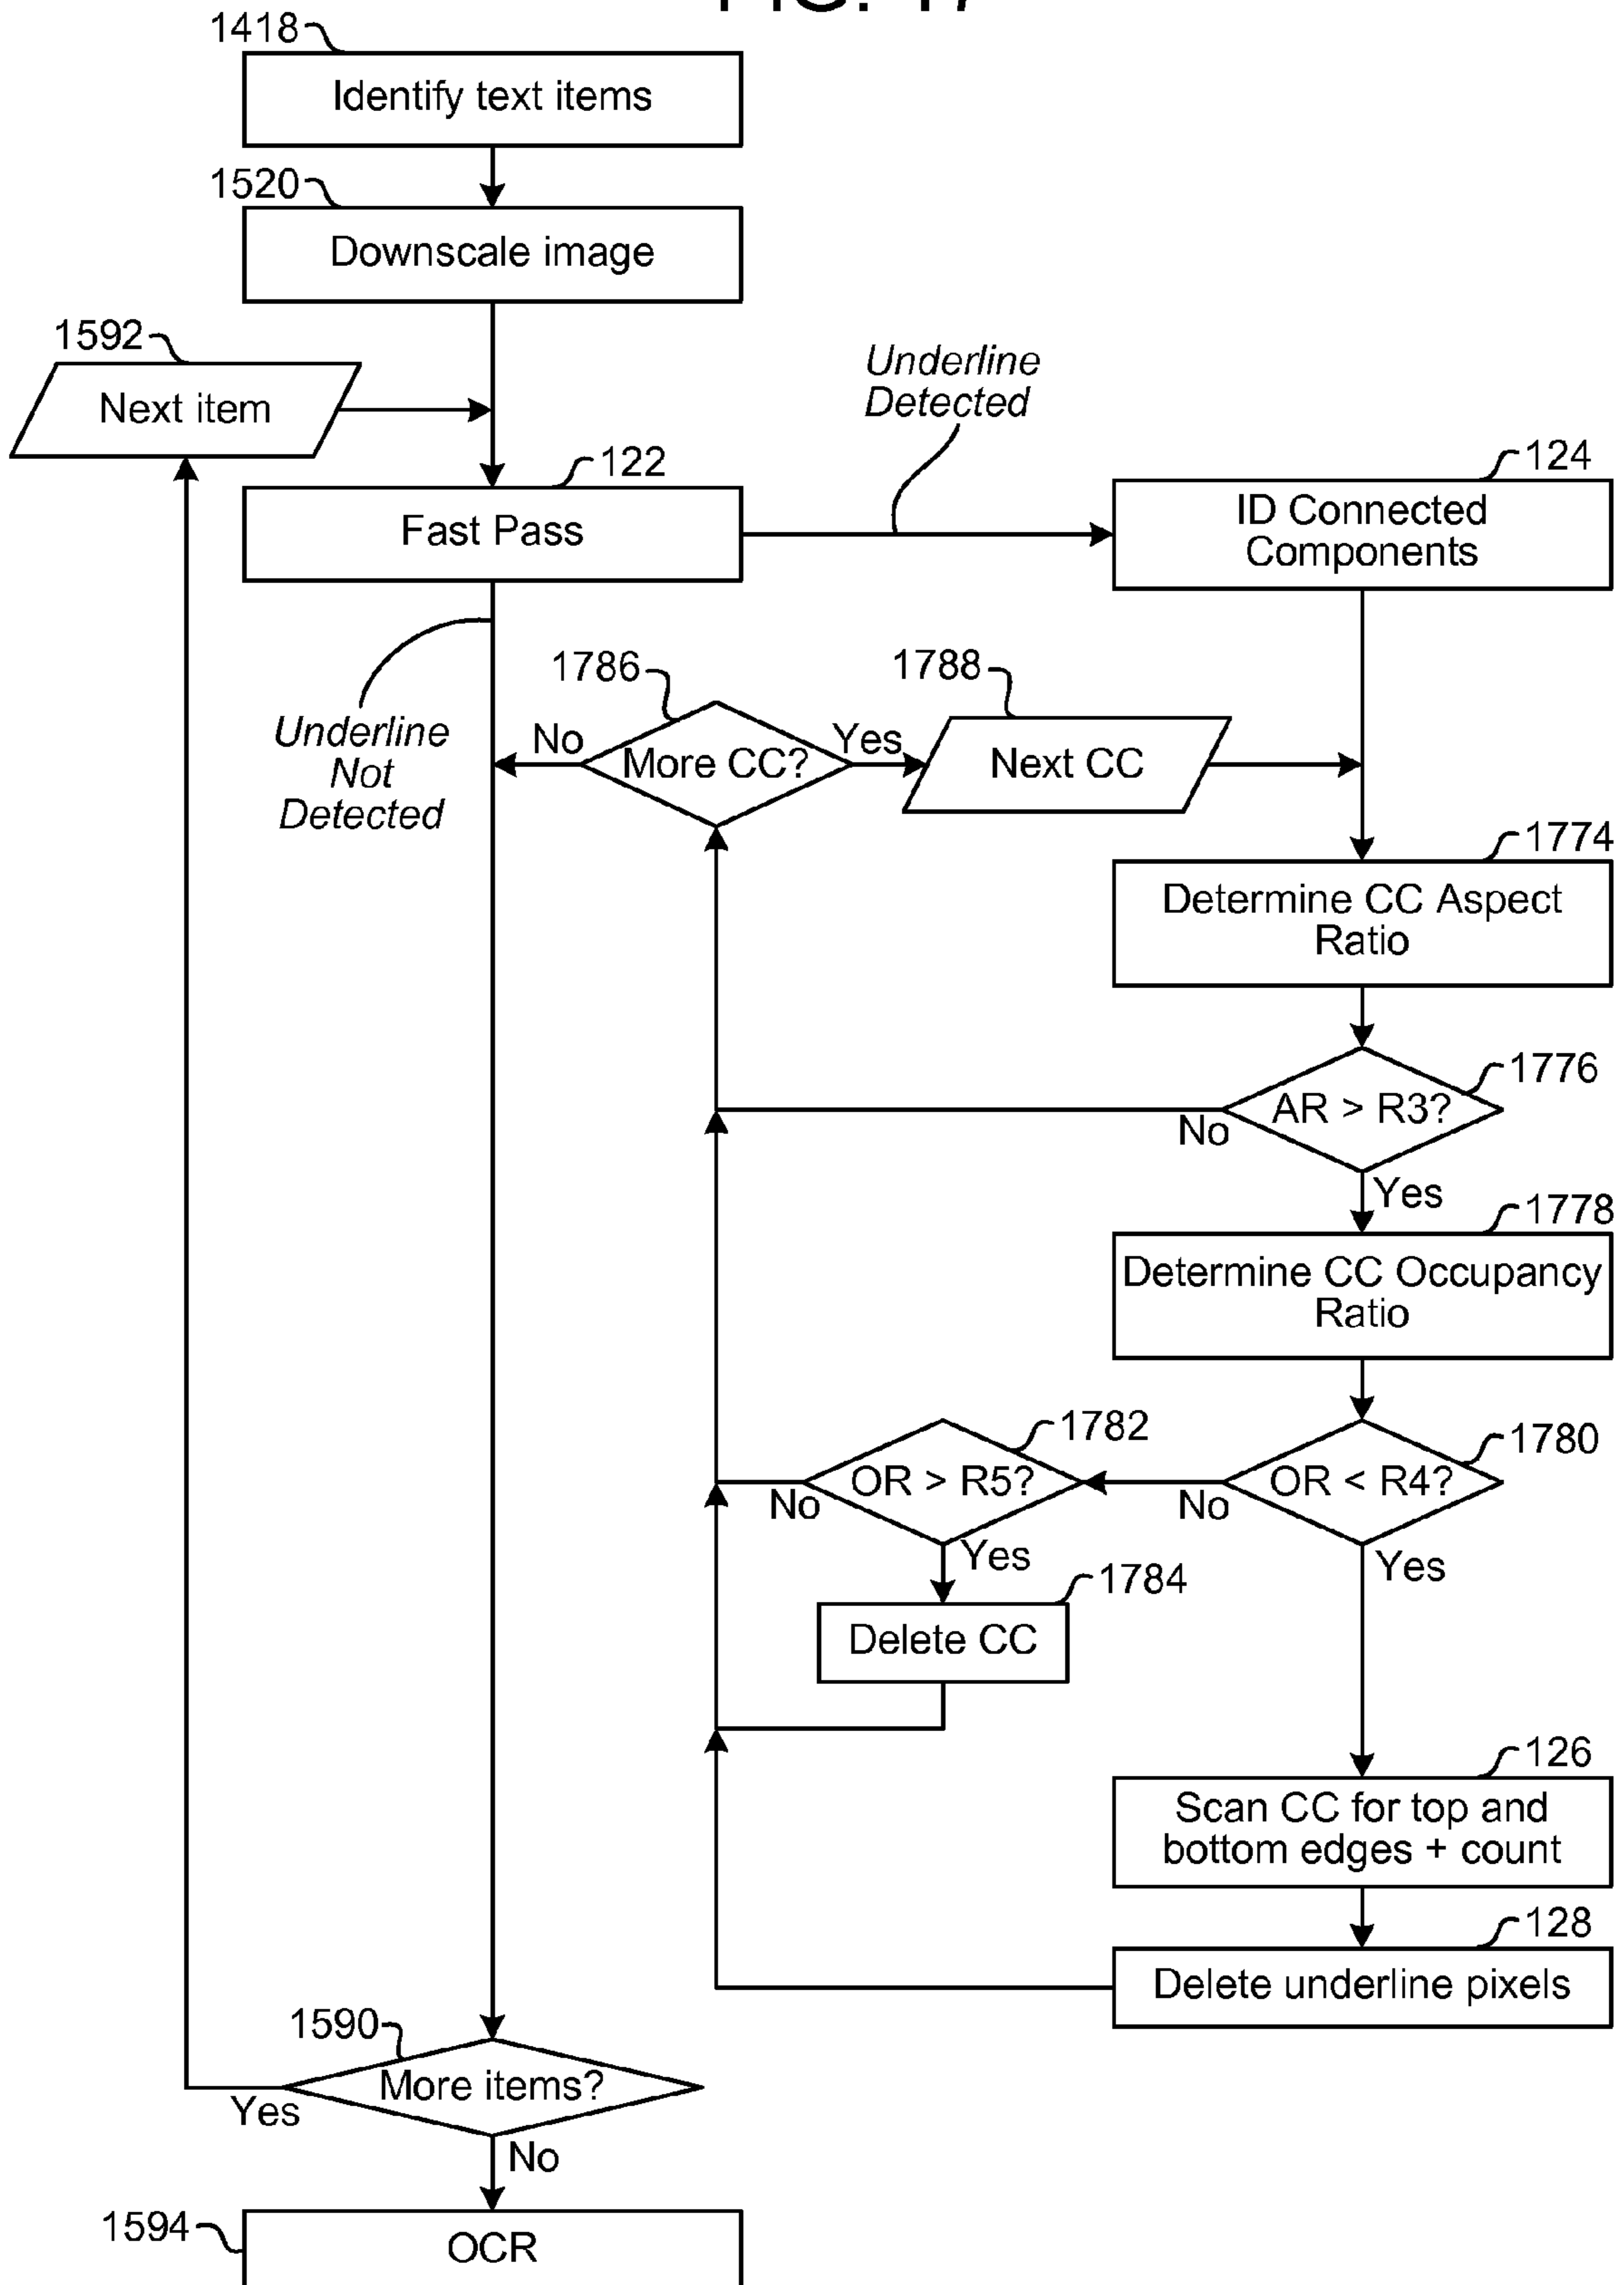 FIG. 17
1418
Identify text items
1520
Downscale image
1592
Next item
Underline
Detected
122
Fast Pass
124
ID Connected
Components
Underline
Not
Detected
1786
No
More CC?
Yes
1788
Next CC
1774
Determine CC Aspect
Ratio
1776
AR > R3?
No
Yes
1778
Determine CC Occupancy
Ratio
1782
OR > R5?
No
Yes
1780
OR < R4?
No
Yes
1784
Delete CC
126
Scan CC for top and
bottom edges + count
128
Delete underline pixels
1590
More items?
Yes
No
1594
OCR